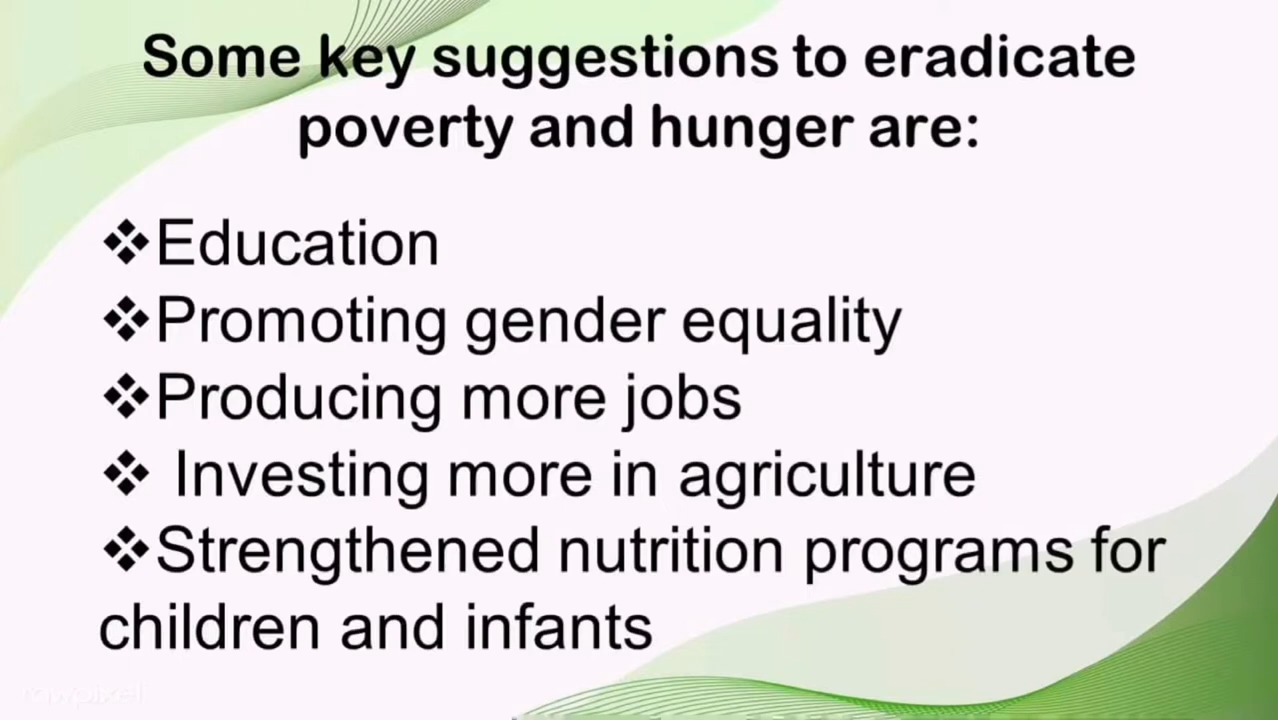 Some key suggestions to eradicate
poverty and hunger are:
❖Education
❖Promoting gender equality
❖Producing more jobs
❖ Investing more in agriculture
❖Strengthened nutrition programs for
children and infants
rawpixel